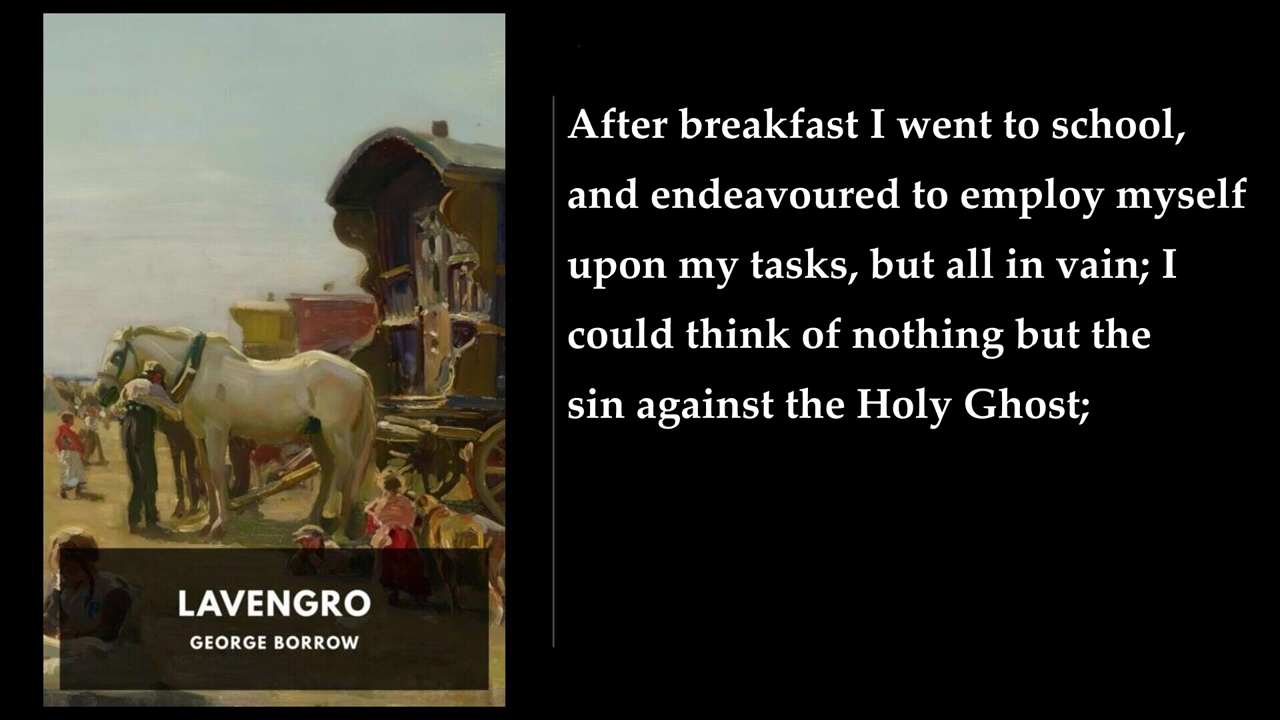 LAVENGRO
GEORGE BORROW
After breakfast I went to school,
and endeavoured to employ myself
upon my tasks, but all in vain; I
could think of nothing but the
sin against the Holy Ghost;